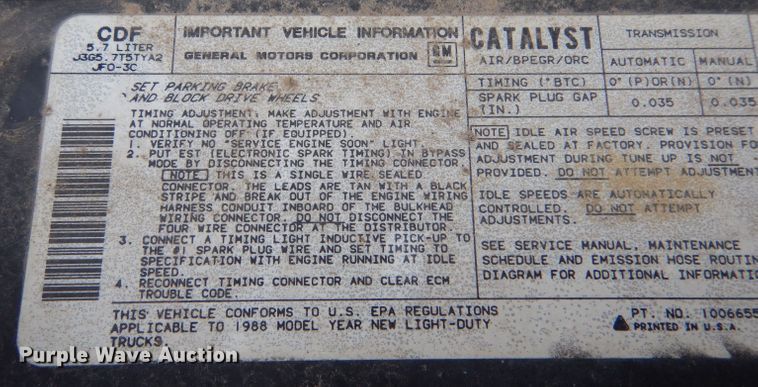 CDF
5.7 LITER
J3G5.7T5TYA2
JFO-3C
IMPORTANT VEHICLE INFORMATION
GENERAL MOTORS CORPORATION GM
SET PARKING BRAKE
AND BLOCK DRIVE WHEELS
TIMING ADJUSTMENT: MAKE ADJUSTMENT WITH ENGINE
AT NORMAL OPERATING TEMPERATURE AND AIR
CONDITIONING OFF (IF EQUIPPED).
1. VERIFY NO "SERVICE ENGINE SOON" LIGHT.
2. PUT EST (ELECTRONIC SPARK TIMING) IN BYPASS
MODE BY DISCONNECTING THE TIMING CONNECTOR.
NOTE THIS IS A SINGLE WIRE SEALED
CONNECTOR. THE LEADS ARE TAN WITH A BLACK
STRIPE AND BREAK OUT OF THE ENGINE WIRING
HARNESS CONDUIT INBOARD OF THE BULKHEAD
WIRING CONNECTOR. DO NOT DISCONNECT THE
FOUR WIRE CONNECTOR AT THE DISTRIBUTOR.
3. CONNECT A TIMING LIGHT INDUCTIVE PICK-UP TO
THE #1 SPARK PLUG WIRE AND SET TIMING TO
SPECIFICATION WITH ENGINE RUNNING AT IDLE
SPEED.
4. RECONNECT TIMING CONNECTOR AND CLEAR ECM
TROUBLE CODE.
CATALYST
AIR/BPEGR/ORC
TRANSMISSION
AUTOMATIC MANUAL
TIMING (°BTC) 0° (P)OR(N) 0° (N)
SPARK PLUG GAP
(IN.) 0.035 0.035
NOTE IDLE AIR SPEED SCREW IS PRESET
AND SEALED AT FACTORY. PROVISION FO
ADJUSTMENT DURING TUNE UP IS NOT
PROVIDED. DO NOT ATTEMPT ADJUSTMENT
IDLE SPEEDS ARE AUTOMATICALLY
CONTROLLED. DO NOT ATTEMPT
ADJUSTMENTS.
SEE SERVICE MANUAL, MAINTENANCE
SCHEDULE AND EMISSION HOSE ROUTIN
DIAGRAM FOR ADDITIONAL INFORMATIO
THIS VEHICLE CONFORMS TO U.S. EPA REGULATIONS
APPLICABLE TO 1988 MODEL YEAR NEW LIGHT-DUTY
TRUCKS.
PT. NO. 1006655
PRINTED IN U.S.A.
Purple Wave Auction